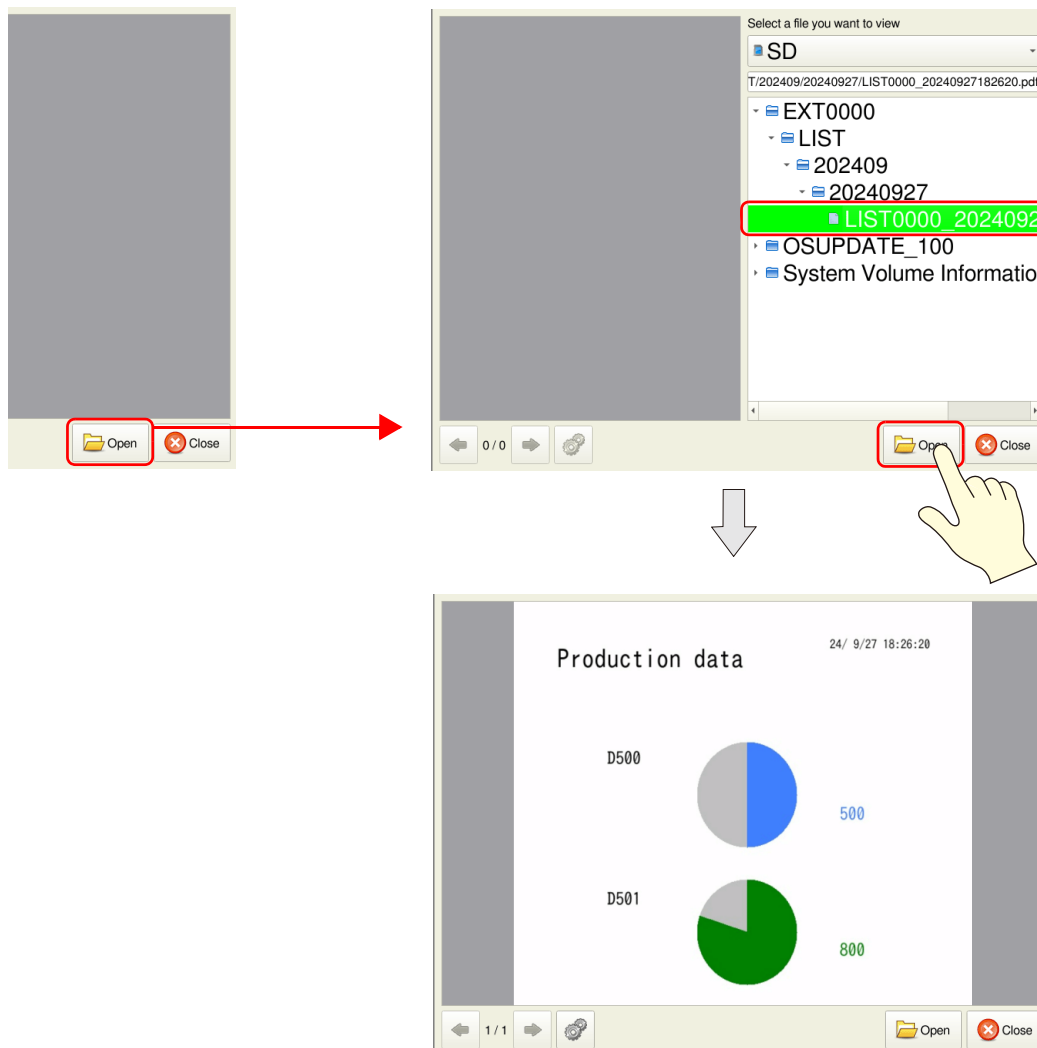 Open Close
Select a file you want to view
SD
T/202409/20240927/LIST0000_20240927182620.pdf
EXT0000
LIST
202409
20240927
LIST0000_2024092
OSUPDATE_100
System Volume Informatio
0 / 0
Open Close
Production data
24/ 9/27 18:26:20
D500
500
D501
800
1 / 1
Open Close